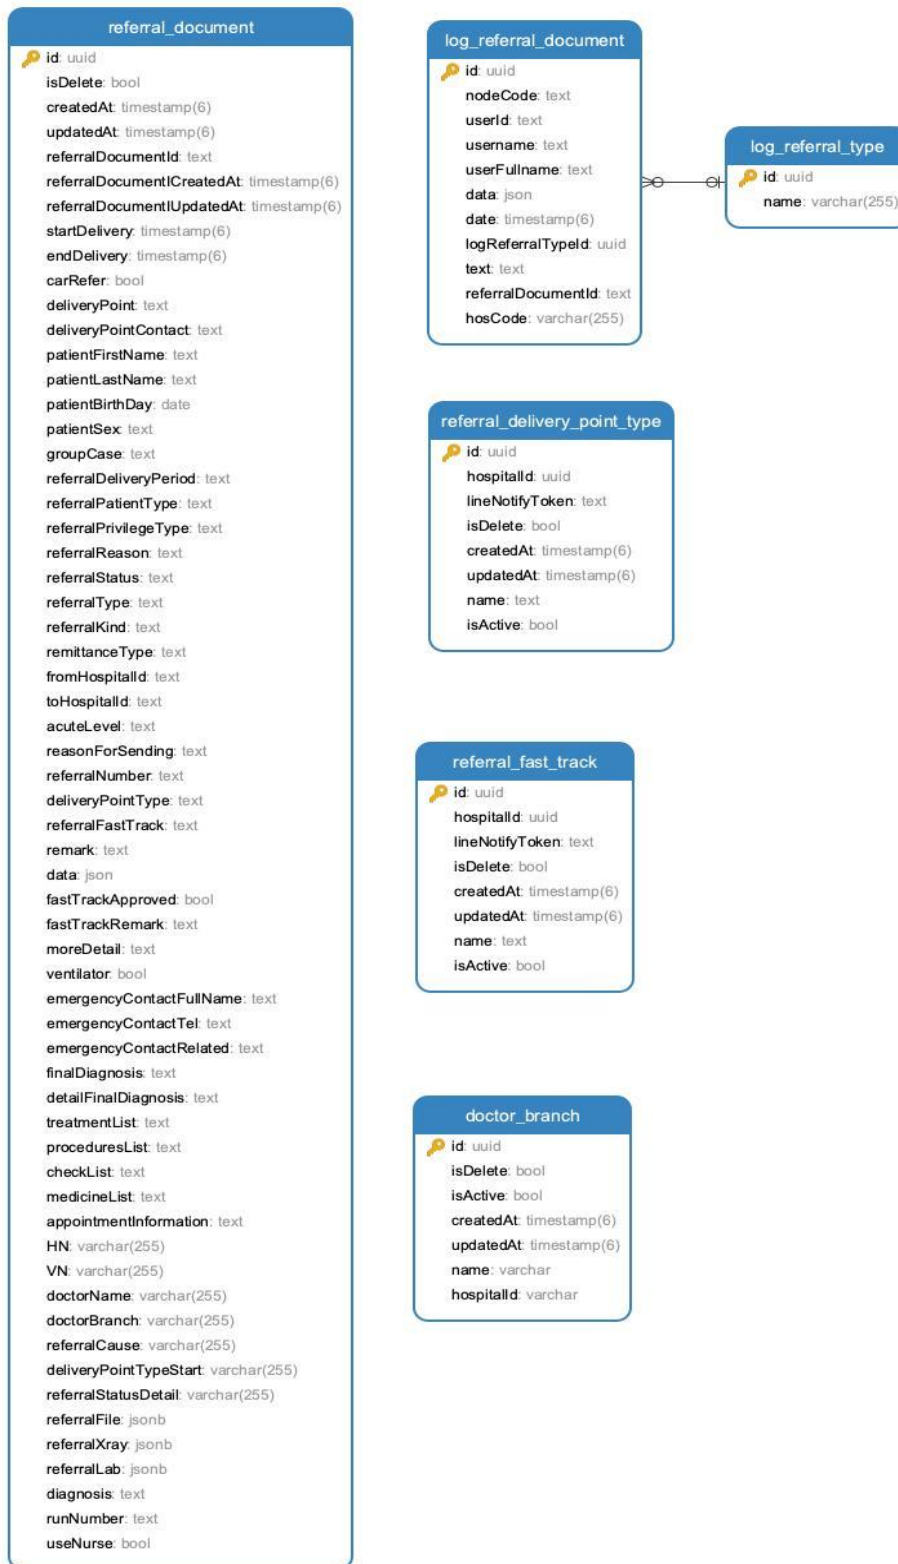 referral_document
id: uuid
isDelete: bool
createdAt: timestamp(6)
updatedAt: timestamp(6)
referralDocumentId: text
referralDocumentICreatedAt: timestamp(6)
referralDocumentIUpdatedAt: timestamp(6)
startDelivery: timestamp(6)
endDelivery: timestamp(6)
carRefer: bool
deliveryPoint: text
deliveryPointContact: text
patientFirstName: text
patientLastName: text
patientBirthDay: date
patientSex: text
groupCase: text
referralDeliveryPeriod: text
referralPatientType: text
referralPrivilegeType: text
referralReason: text
referralStatus: text
referralType: text
referralKind: text
remittanceType: text
fromHospitalId: text
toHospitalId: text
acuteLevel: text
reasonForSending: text
referralNumber: text
deliveryPointType: text
referralFastTrack: text
remark: text
data: json
fastTrackApproved: bool
fastTrackRemark: text
moreDetail: text
ventilator: bool
emergencyContactFullName: text
emergencyContactTel: text
emergencyContactRelated: text
finalDiagnosis: text
detailFinalDiagnosis: text
treatmentList: text
proceduresList: text
checkList: text
medicineList: text
appointmentInformation: text
HN: varchar(255)
VN: varchar(255)
doctorName: varchar(255)
doctorBranch: varchar(255)
referralCause: varchar(255)
deliveryPointTypeStart: varchar(255)
referralStatusDetail: varchar(255)
referralFile: jsonb
referralXray: jsonb
referralLab: jsonb
diagnosis: text
runNumber: text
useNurse: bool
log_referral_document
id: uuid
nodeCode: text
userId: text
username: text
userFullname: text
data: json
date: timestamp(6)
logReferralTypeId: uuid
text: text
referralDocumentId: text
hosCode: varchar(255)
log_referral_type
id: uuid
name: varchar(255)
referral_delivery_point_type
id: uuid
hospitalId: uuid
lineNotifyToken: text
isDelete: bool
createdAt: timestamp(6)
updatedAt: timestamp(6)
name: text
isActive: bool
referral_fast_track
id: uuid
hospitalId: uuid
lineNotifyToken: text
isDelete: bool
createdAt: timestamp(6)
updatedAt: timestamp(6)
name: text
isActive: bool
doctor_branch
id: uuid
isDelete: bool
isActive: bool
createdAt: timestamp(6)
updatedAt: timestamp(6)
name: varchar
hospitalId: varchar